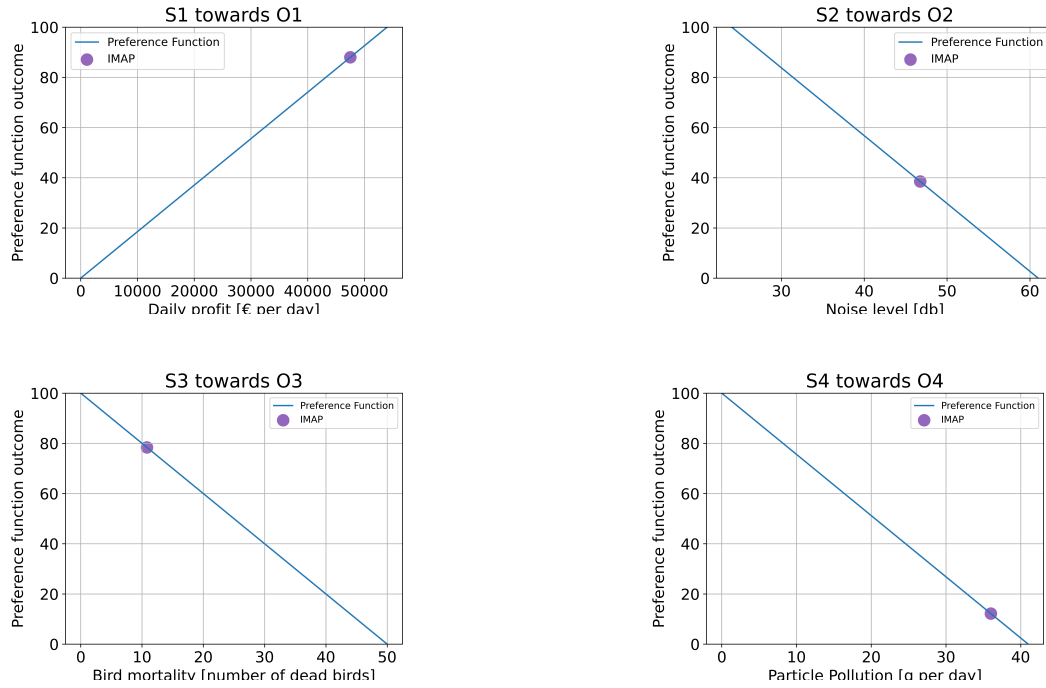 S1 towards O1
Preference function outcome
100
80
60
40
20
0
Preference Function
IMAP
0 10000 20000 30000 40000 50000
Daily profit [€ per day]
S2 towards O2
Preference function outcome
100
80
60
40
20
0
Preference Function
IMAP
30 40 50 60
Noise level [db]
S3 towards O3
Preference function outcome
100
80
60
40
20
0
Preference Function
IMAP
0 10 20 30 40 50
Bird mortality [number of dead birds]
S4 towards O4
Preference function outcome
100
80
60
40
20
0
Preference Function
IMAP
0 10 20 30 40
Particle Pollution [g per day]